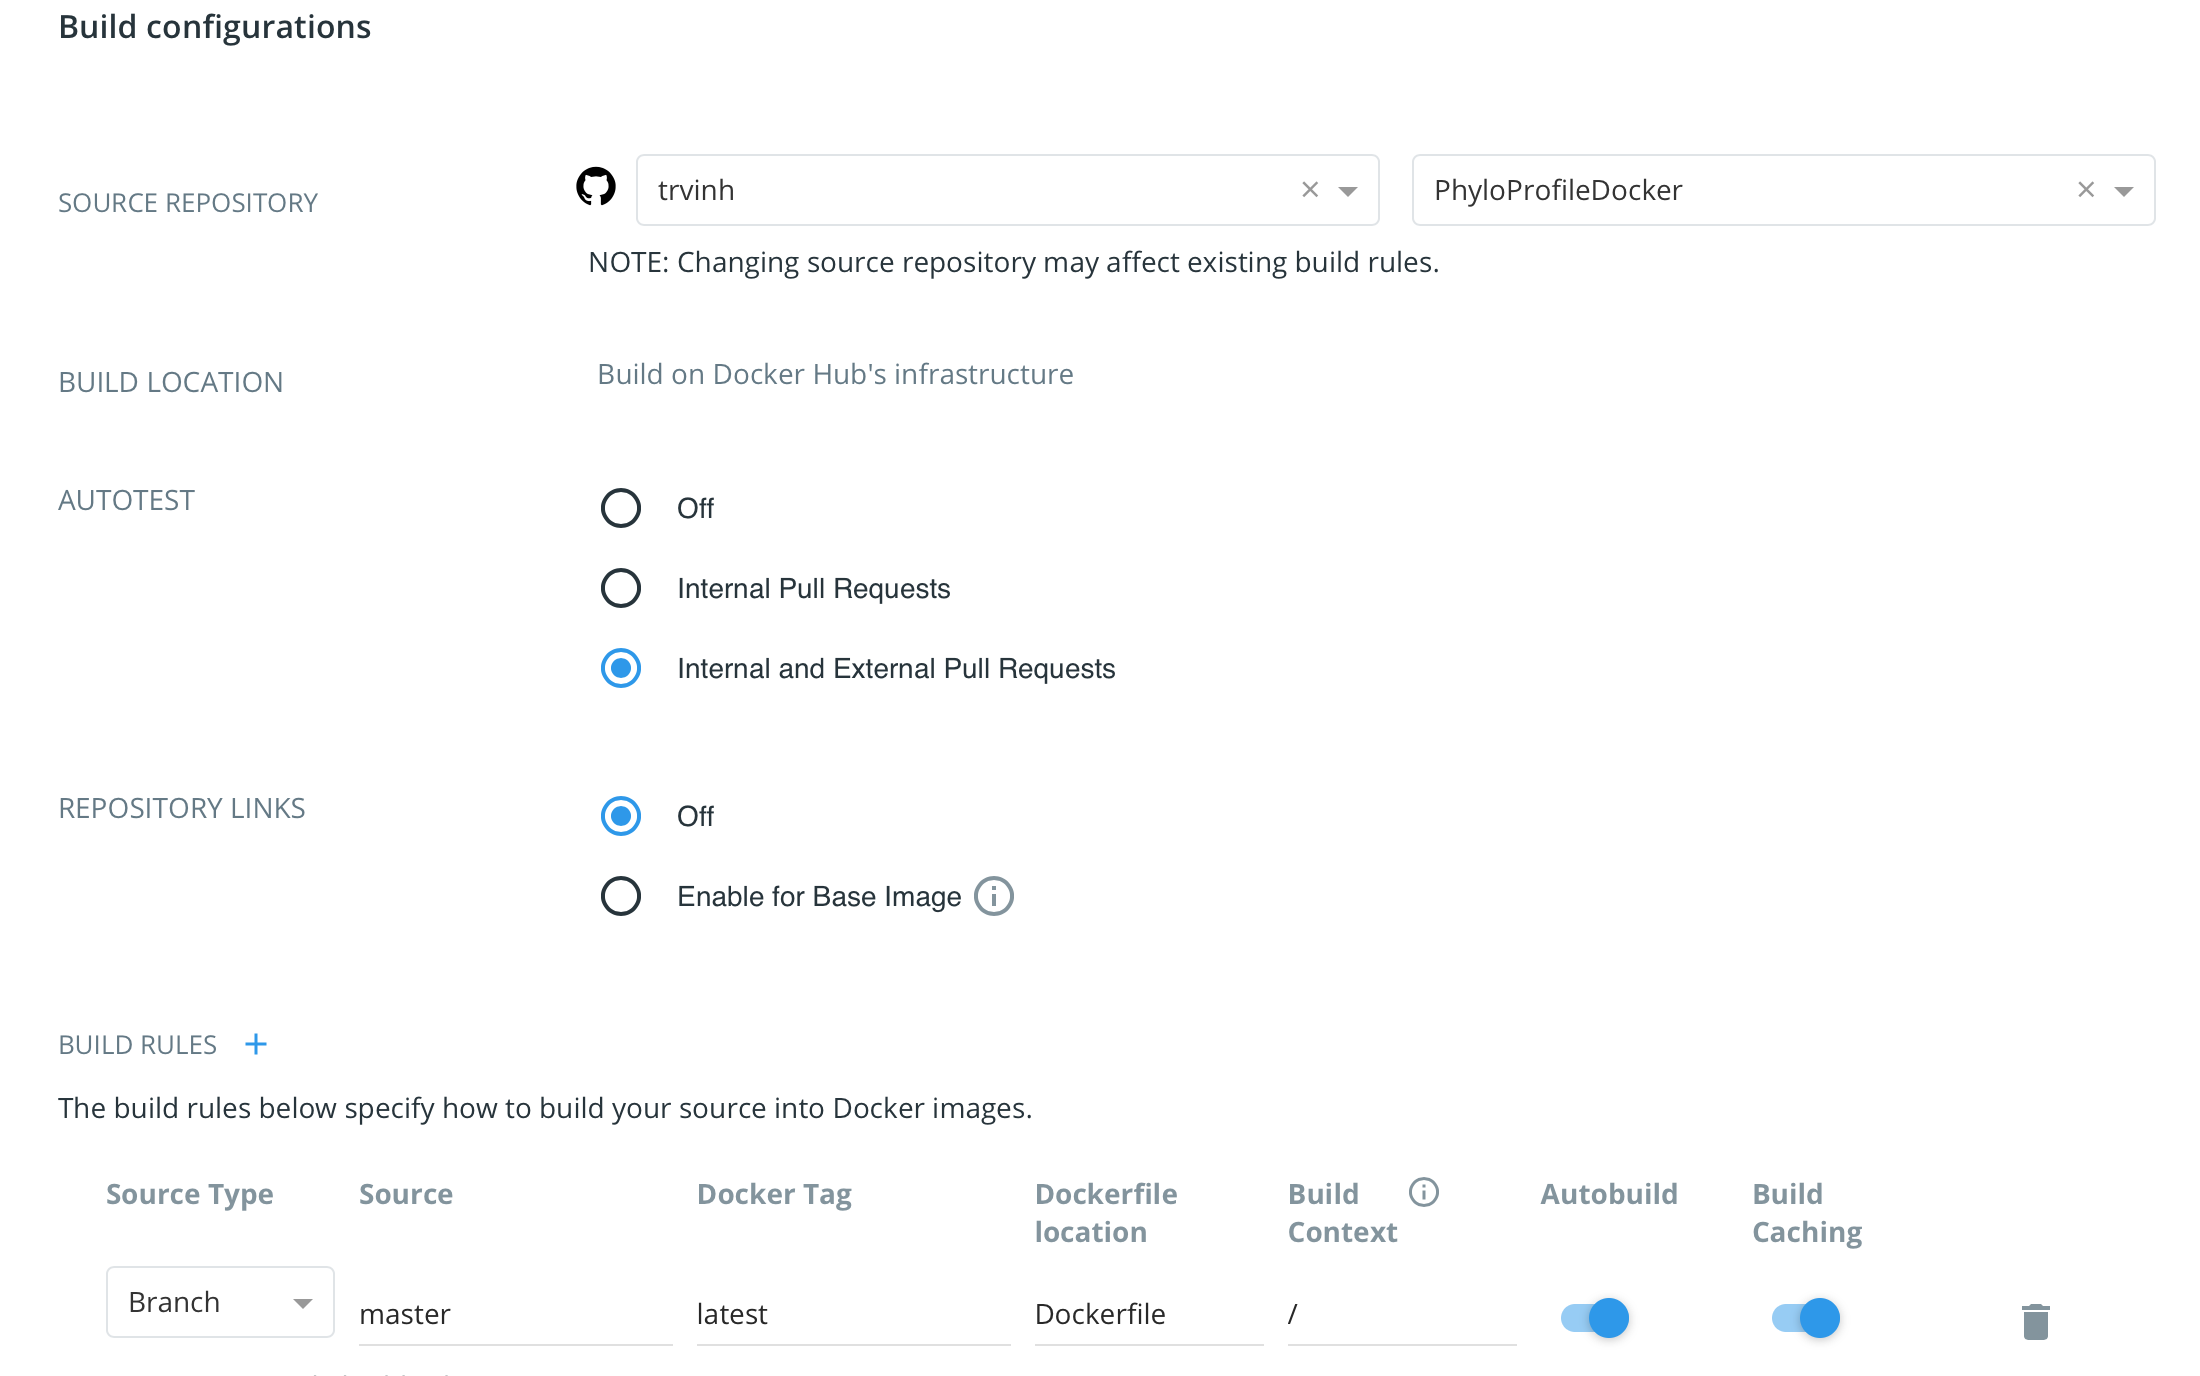 Build configurations
SOURCE REPOSITORY
trvinh
PhyloProfileDocker
NOTE: Changing source repository may affect existing build rules.
BUILD LOCATION
Build on Docker Hub's infrastructure
AUTOTEST
Off
Internal Pull Requests
Internal and External Pull Requests
REPOSITORY LINKS
Off
Enable for Base Image
BUILD RULES +
The build rules below specify how to build your source into Docker images.
Source Type Source Docker Tag Dockerfile location Build Context Autobuild Build Caching
Branch master latest Dockerfile /